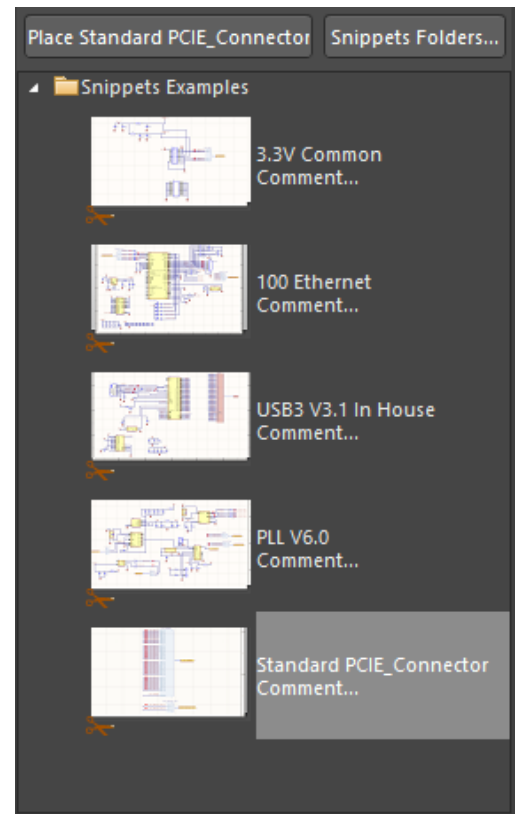 Place Standard PCIE_Connector
Snippets Folders...
Snippets Examples
3.3V Common
Comment...
100 Ethernet
Comment...
USB3 V3.1 In House
Comment...
PLL V6.0
Comment...
Standard PCIE_Connector
Comment...